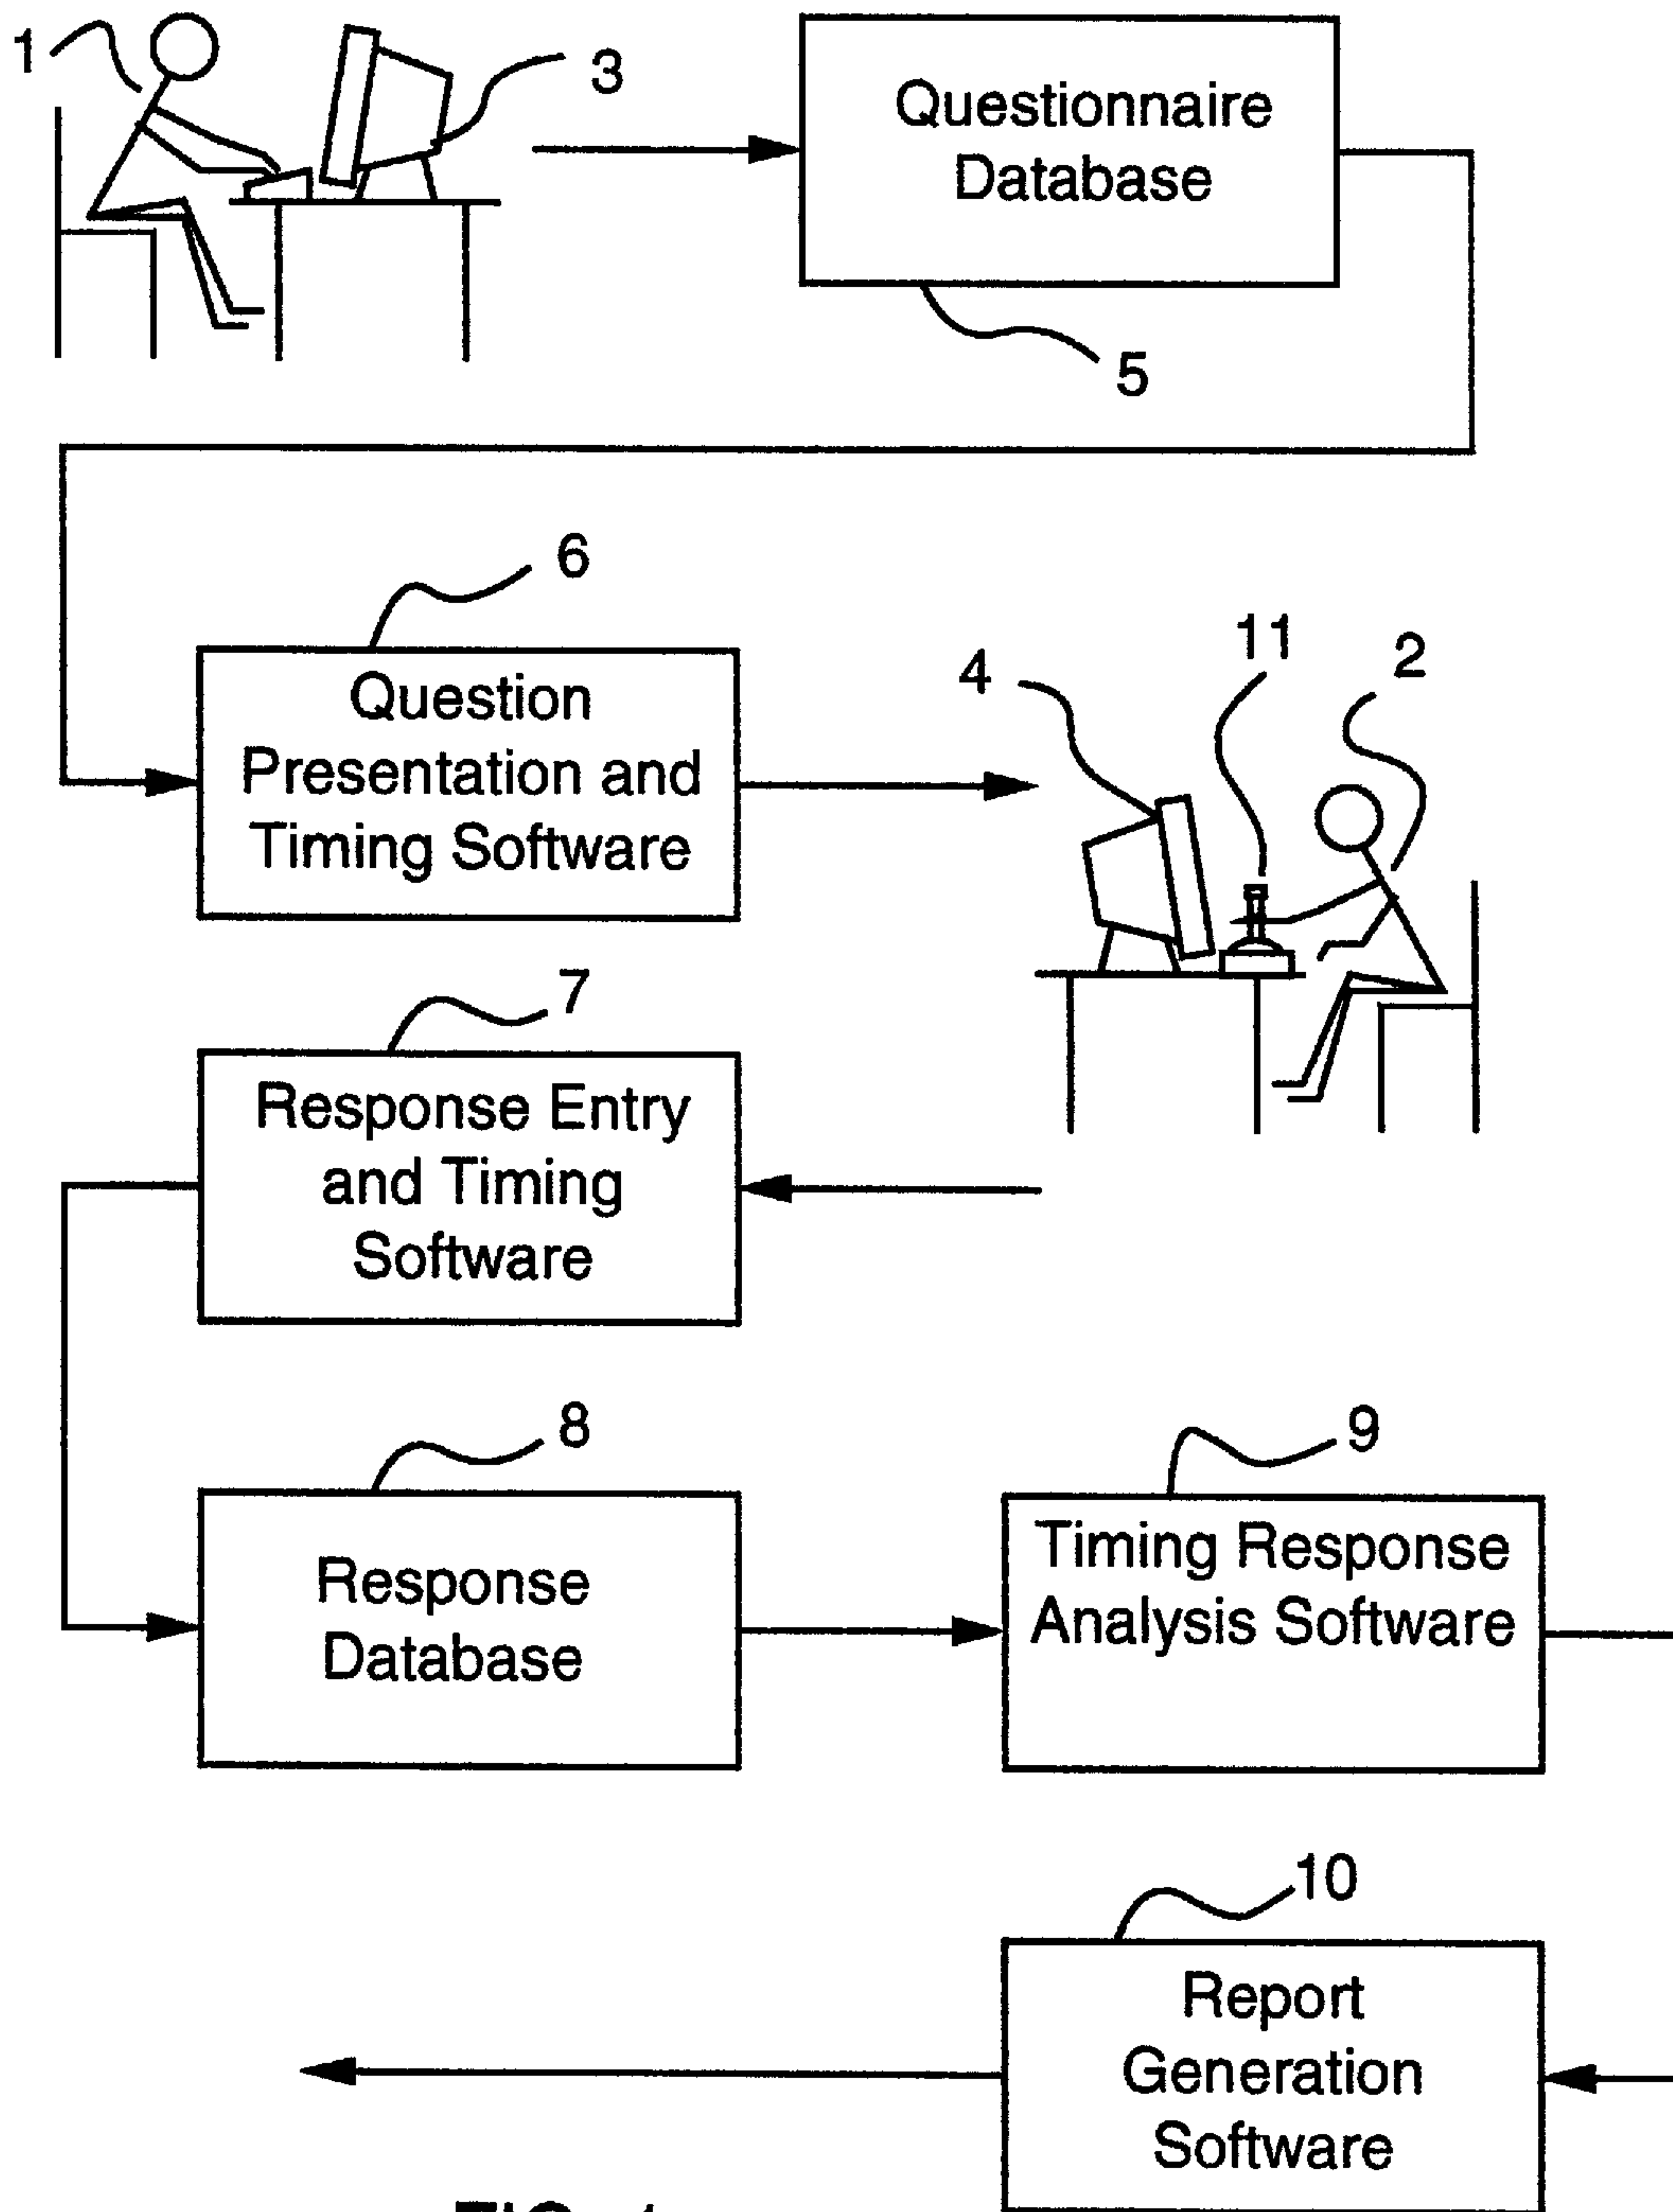 1
3
Questionnaire
Database
5
6
Question
Presentation and
Timing Software
4
11
2
7
Response Entry
and Timing
Software
8
Response
Database
9
Timing Response
Analysis Software
10
Report
Generation
Software